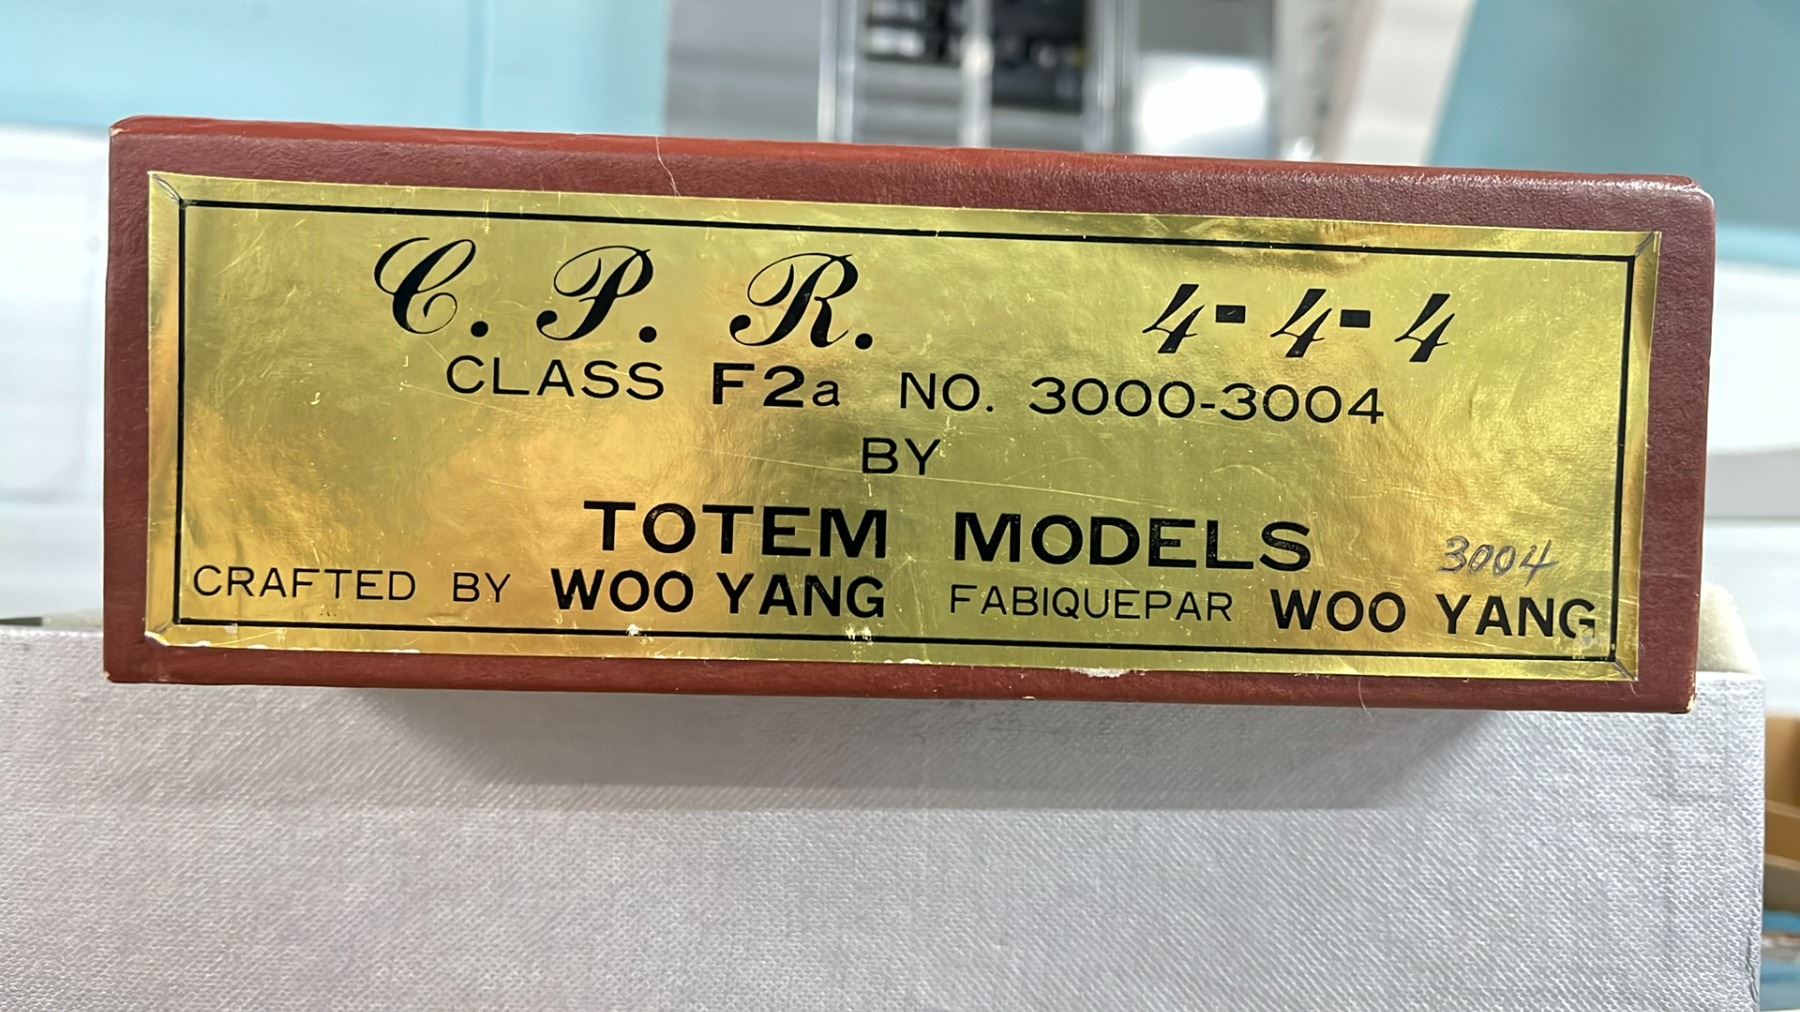 C. P. R. 4-4-4
CLASS F2a NO. 3000-3004
BY
TOTEM MODELS
3004
CRAFTED BY WOO YANG FABIQUEPAR WOO YANG